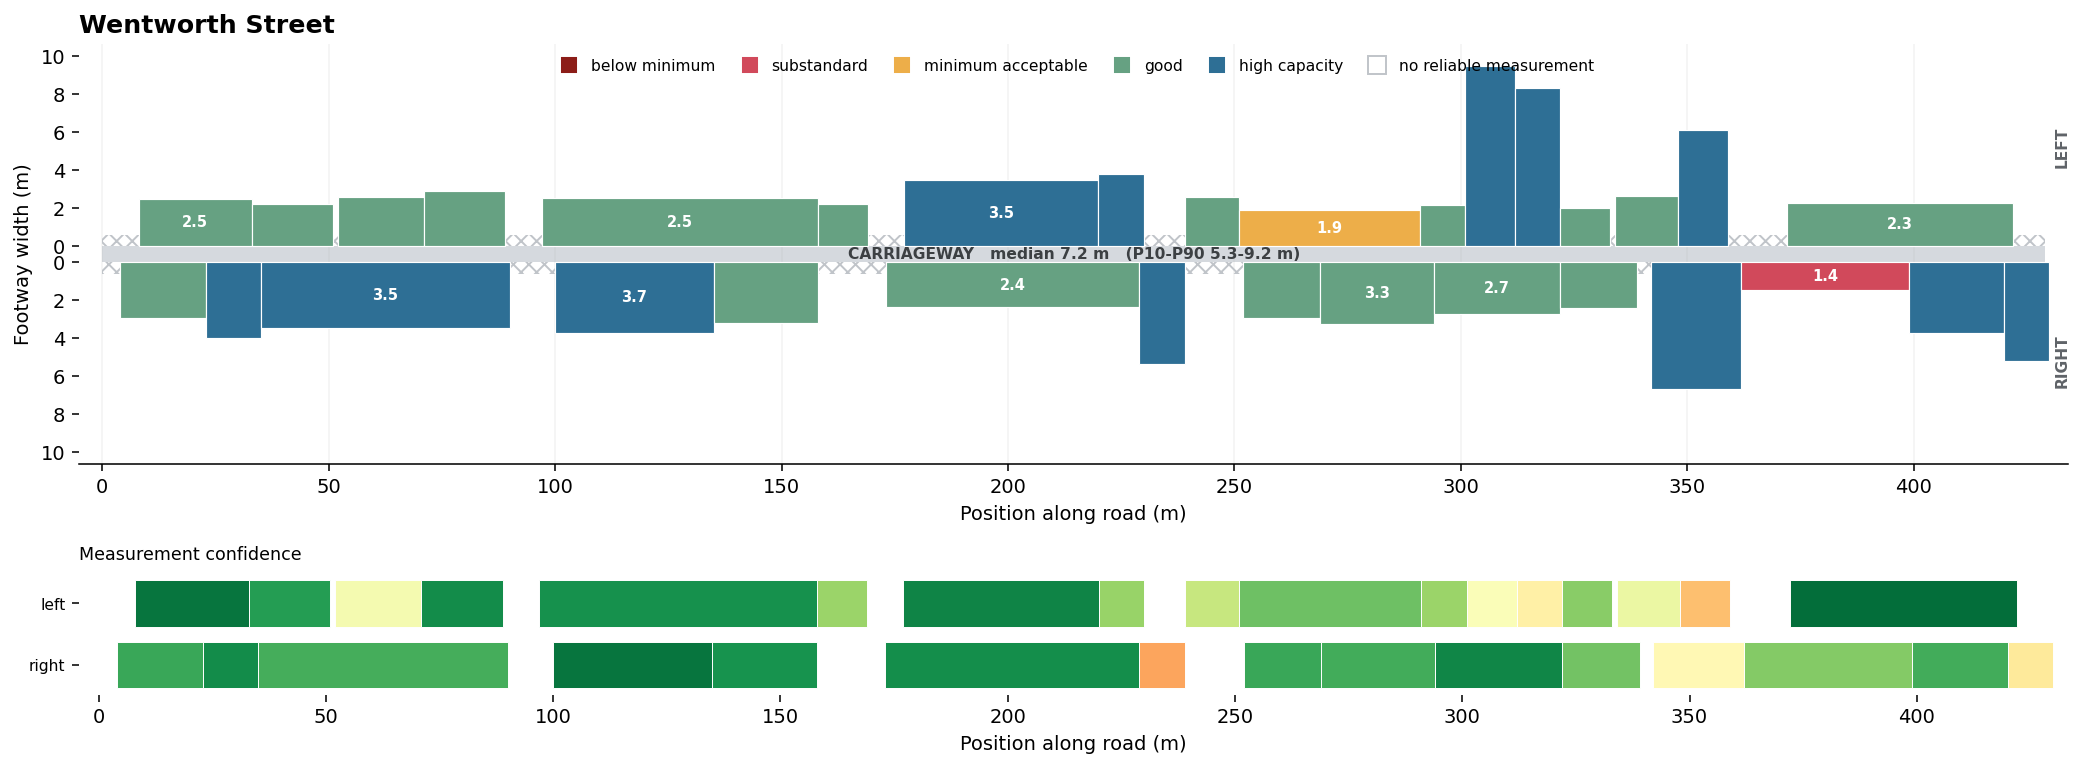 Wentworth Street
below minimum substandard minimum acceptable good high capacity no reliable measurement
Footway width (m)
10
8
6
4
2
0
0
2
4
6
8
10
2.5
2.5
3.5
1.9
2.3
LEFT
CARRIAGEWAY median 7.2 m (P10-P90 5.3-9.2 m)
3.5
3.7
2.4
3.3
2.7
1.4
RIGHT
0 50 100 150 200 250 300 350 400
Position along road (m)
Measurement confidence
left
right
0 50 100 150 200 250 300 350 400
Position along road (m)